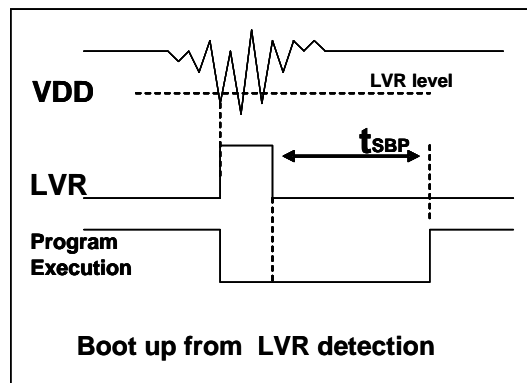 LVR level
VDD
tSBP
LVR
Program
Execution
Boot up from LVR detection